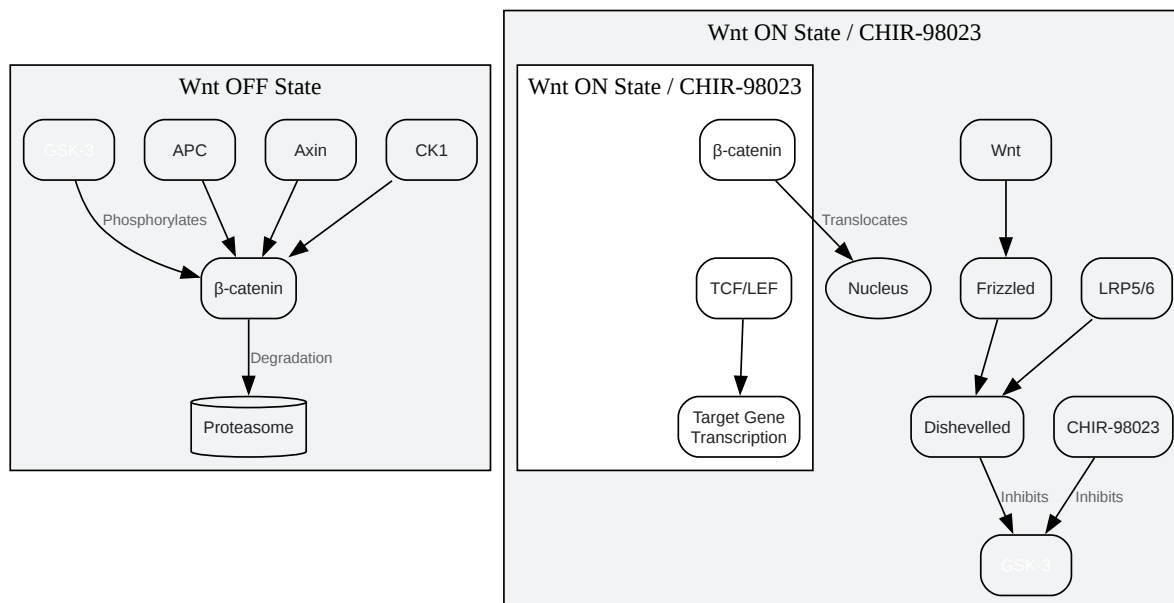 Wnt OFF State
GSK-3
APC
Axin
CK1
Phosphorylates
β-catenin
Degradation
Proteasome
Wnt ON State / CHIR-98023
Wnt ON State / CHIR-98023
β-catenin
Translocates
Nucleus
TCF/LEF
Target Gene
Transcription
Wnt
Frizzled
LRP5/6
Dishevelled
CHIR-98023
Inhibits
Inhibits
GSK-3